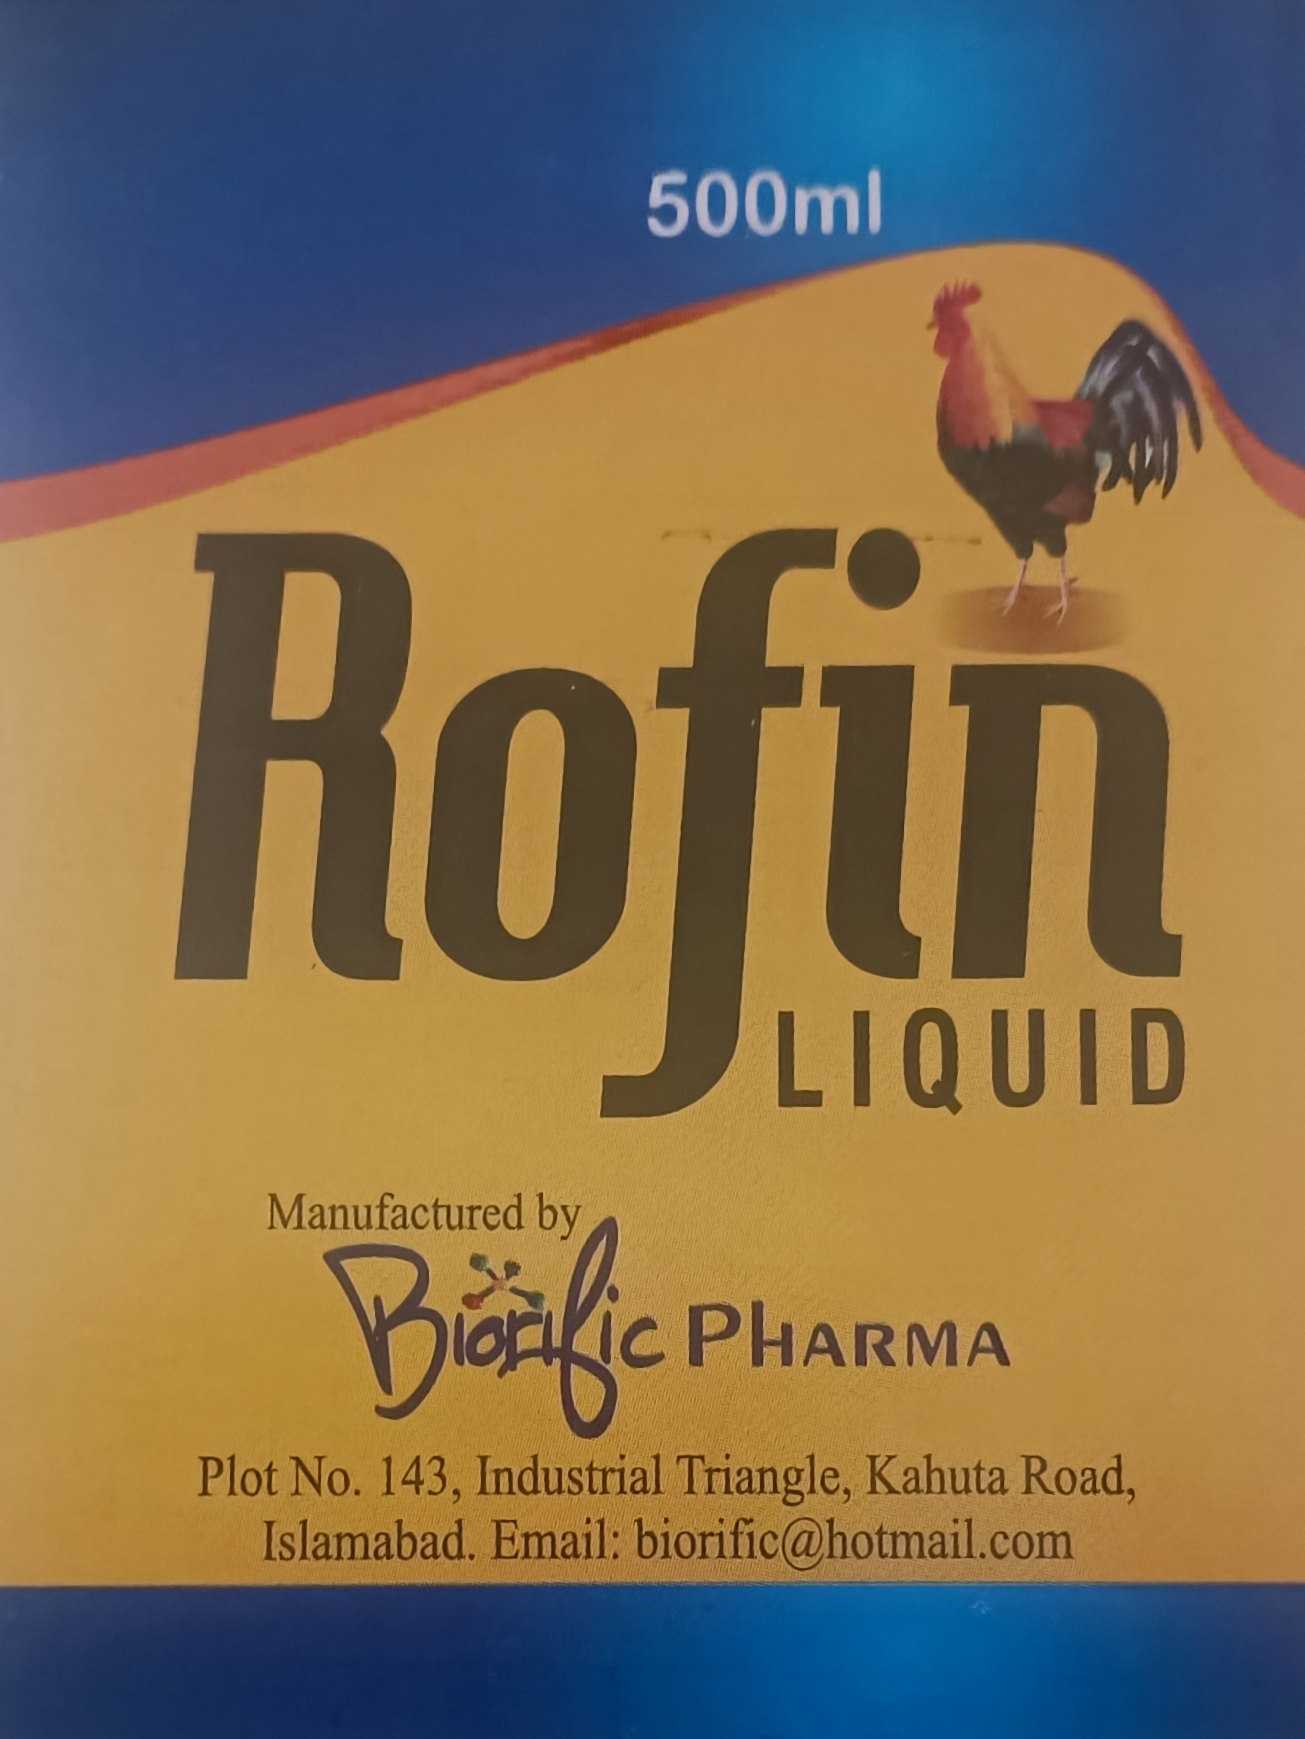 500ml
Rofin
LIQUID
Manufactured by
Biorific PHARMA
Plot No. 143, Industrial Triangle, Kahuta Road,
Islamabad. Email: biorific@hotmail.com